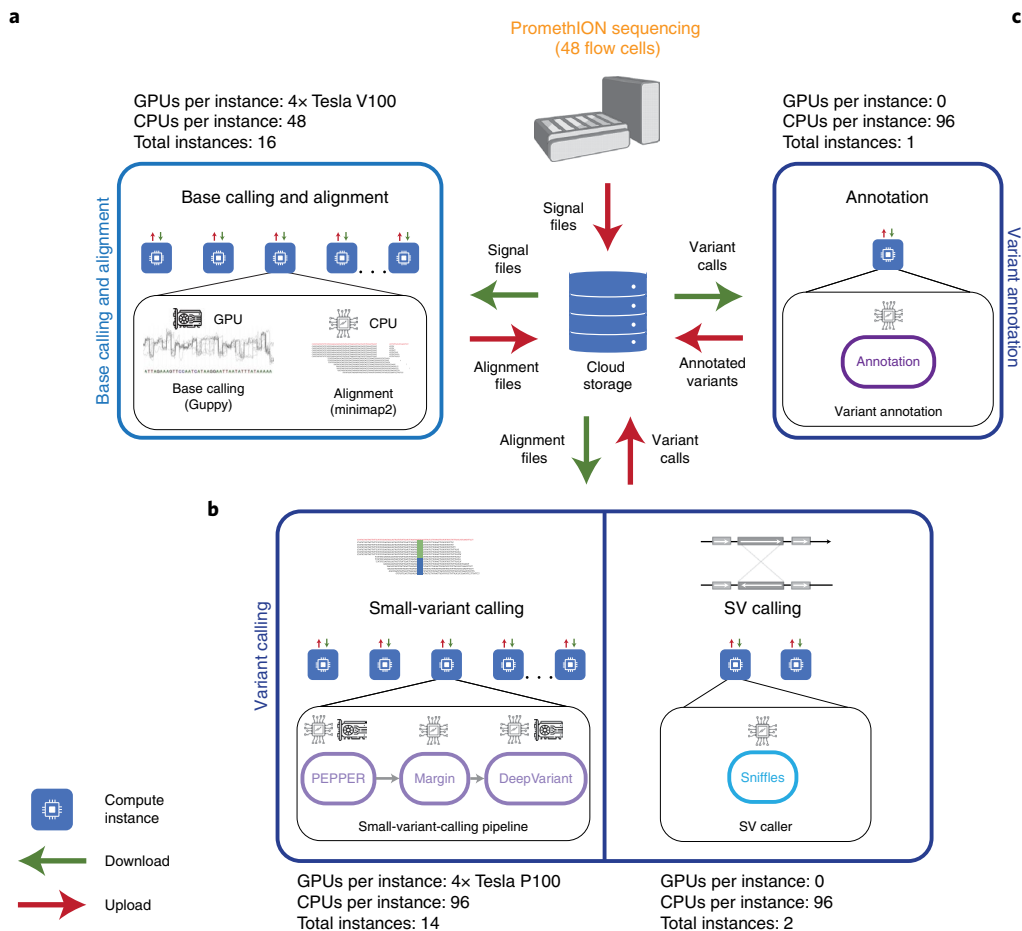 a
c
PromethION sequencing
(48 flow cells)
GPUs per instance: 4× Tesla V100
CPUs per instance: 48
Total instances: 16
GPUs per instance: 0
CPUs per instance: 96
Total instances: 1
Base calling and alignment
Base calling and alignment
GPU
CPU
Base calling
(Guppy)
Alignment
(minimap2)
Signal
files
Signal
files
Variant
calls
Alignment
files
Cloud
storage
Annotated
variants
Alignment
files
Variant
calls
Annotation
Annotation
Variant annotation
Variant annotation
b
Variant calling
Small-variant calling
SV calling
PEPPER
Margin
DeepVariant
Small-variant-calling pipeline
Sniffles
SV caller
Compute
instance
Download
Upload
GPUs per instance: 4× Tesla P100
CPUs per instance: 96
Total instances: 14
GPUs per instance: 0
CPUs per instance: 96
Total instances: 2